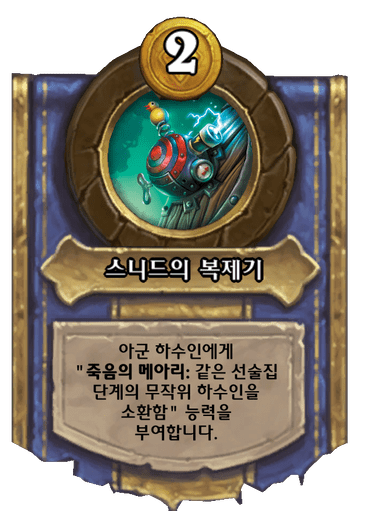 2
스니드의 복제기
아군 하수인에게
"죽음의 메아리: 같은 선술집
단계의 무작위 하수인을
소환함" 능력을
부여합니다.